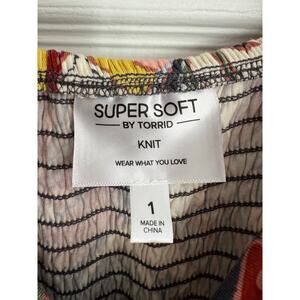 SUPER SOFT
BY TORRID
KNIT
WEAR WHAT YOU LOVE
1
MADE IN
CHINA